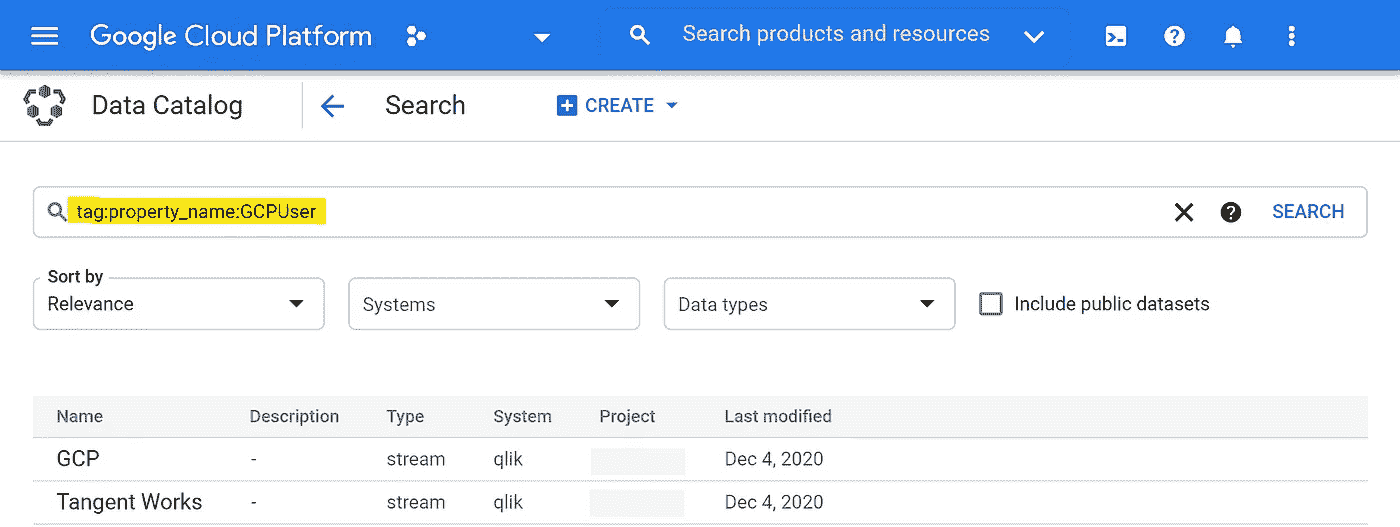 Google Cloud Platform Search products and resources
Data Catalog Search CREATE
tag:property_name:GCPUser SEARCH
Sort by
Relevance Systems Data types Include public datasets
Name Description Type System Project Last modified
GCP - stream qlik Dec 4, 2020
Tangent Works - stream qlik Dec 4, 2020